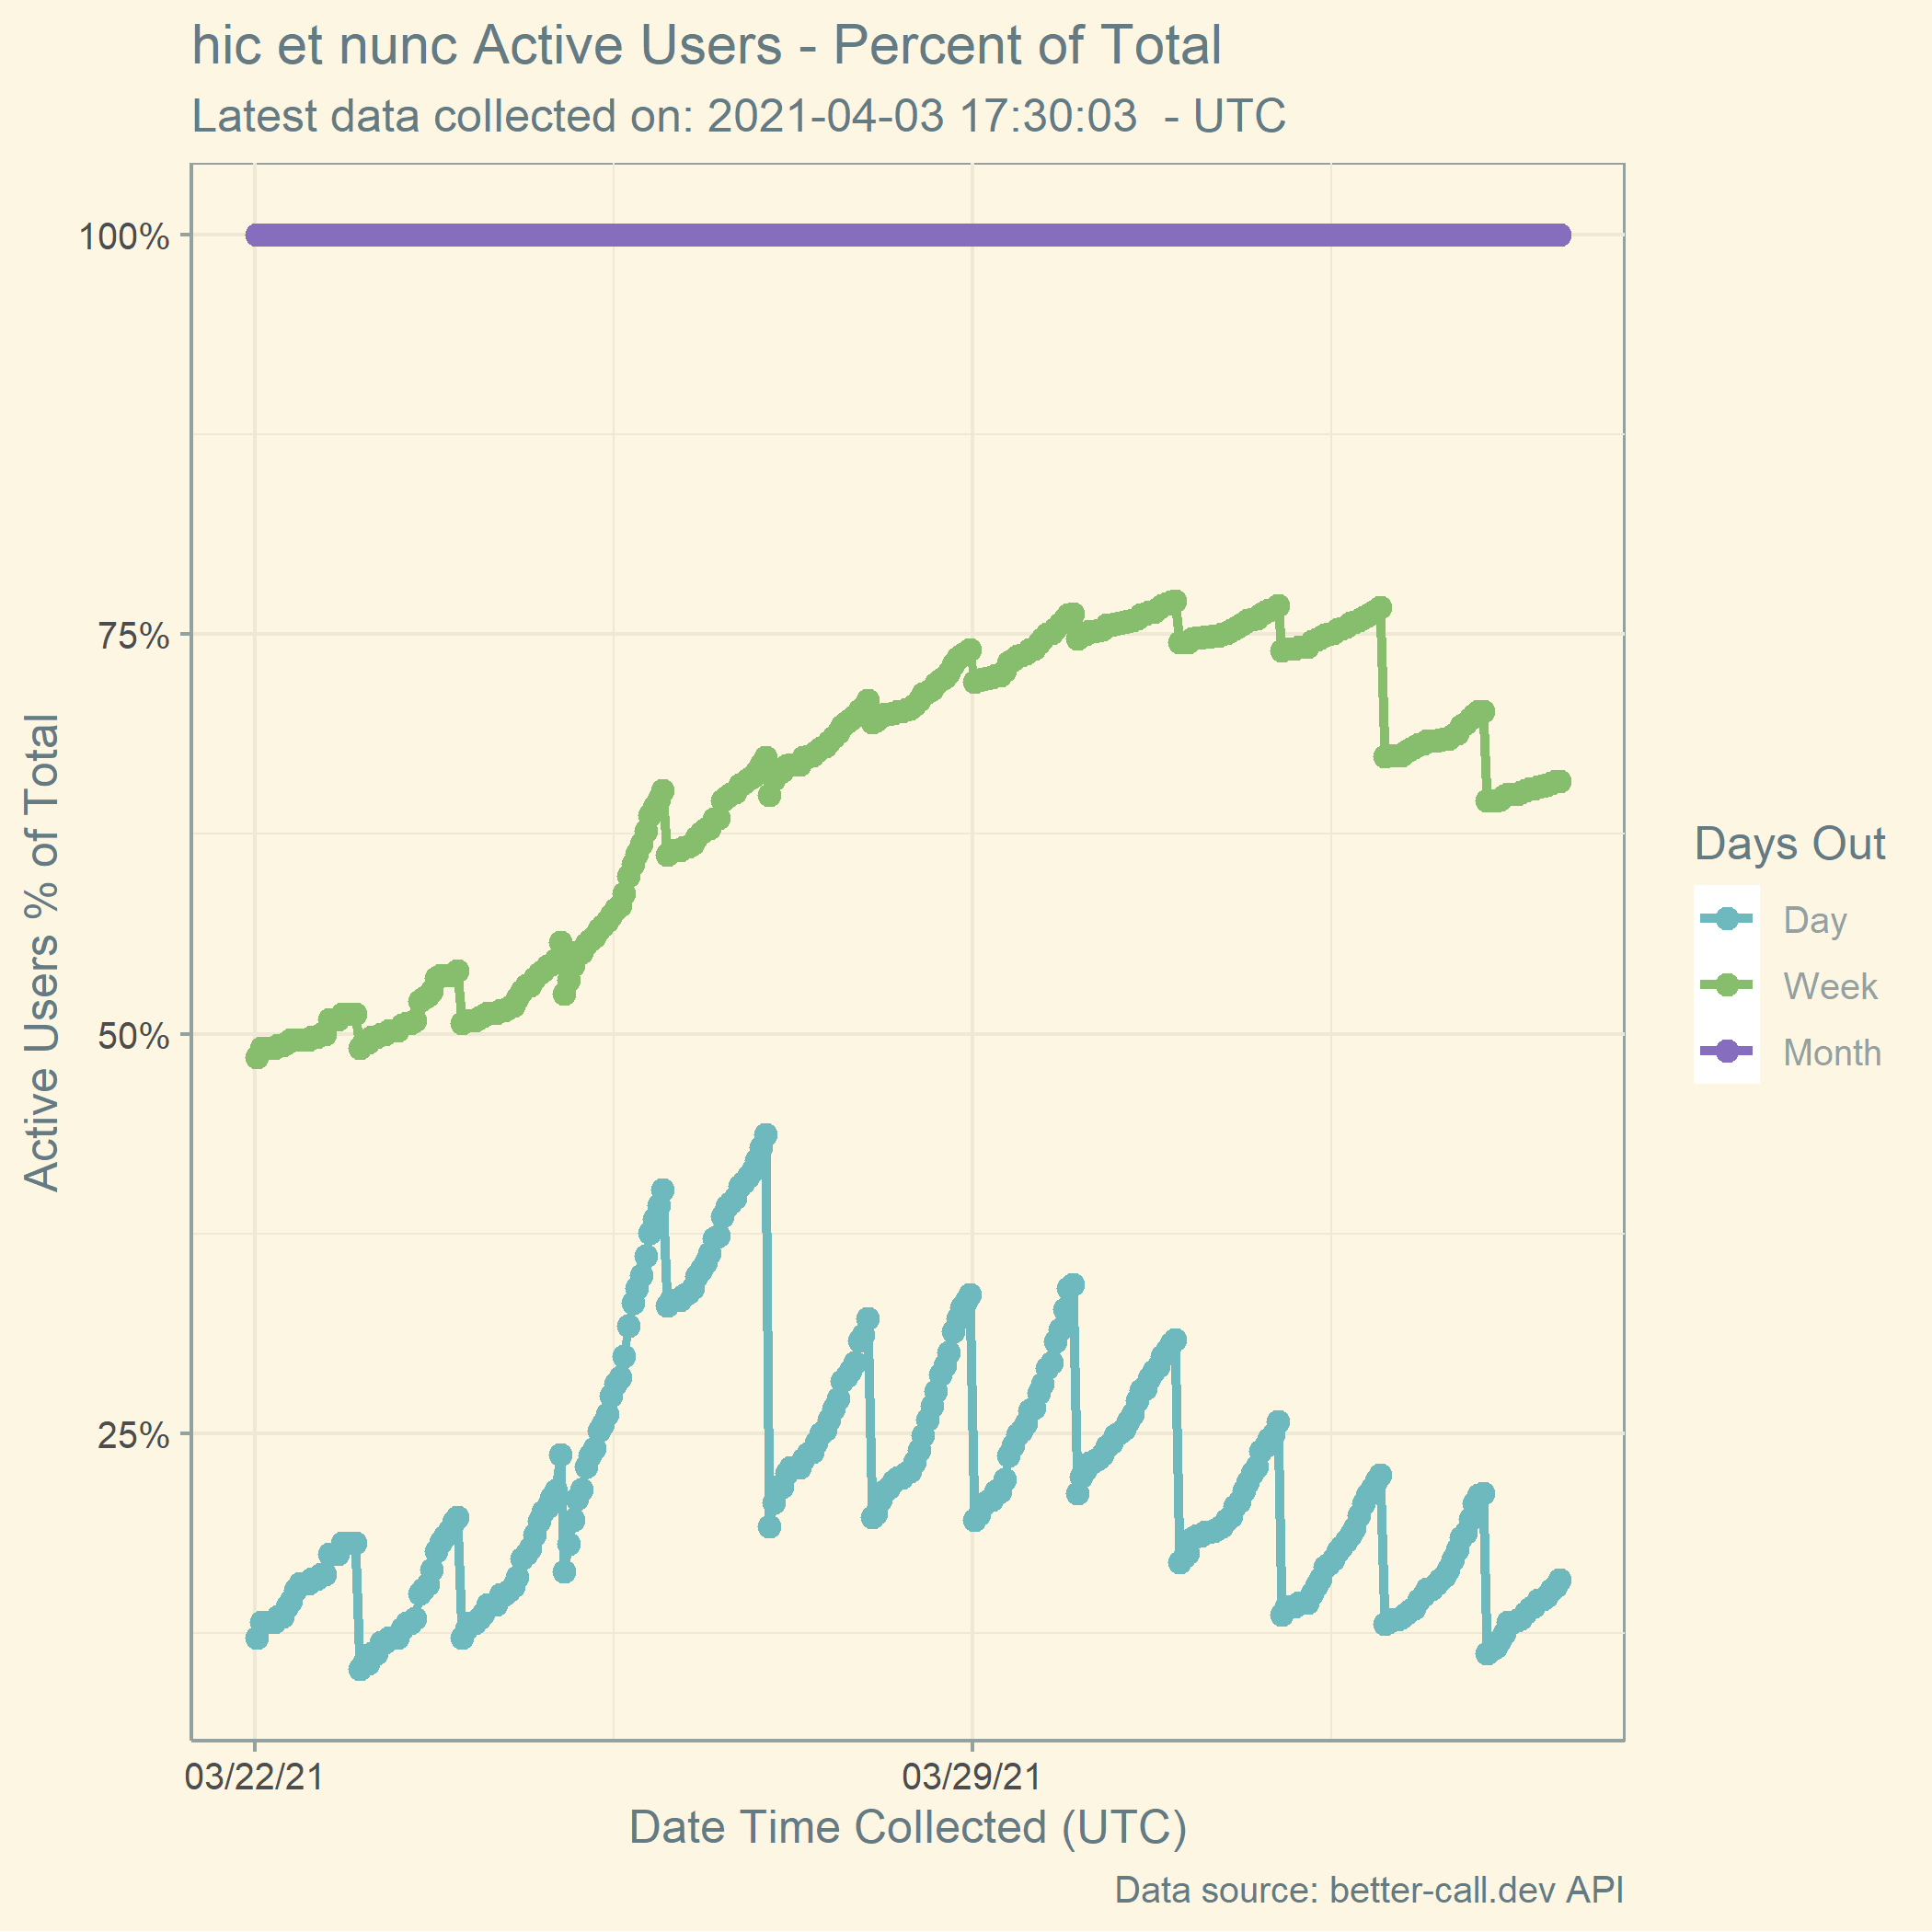 hic et nunc Active Users - Percent of Total
Latest data collected on: 2021-04-03 17:30:03  - UTC
Active Users % of Total
100%
75%
50%
25%
03/22/21
03/29/21
Date Time Collected (UTC)
Days Out
Day
Week
Month
Data source: better-call.dev API